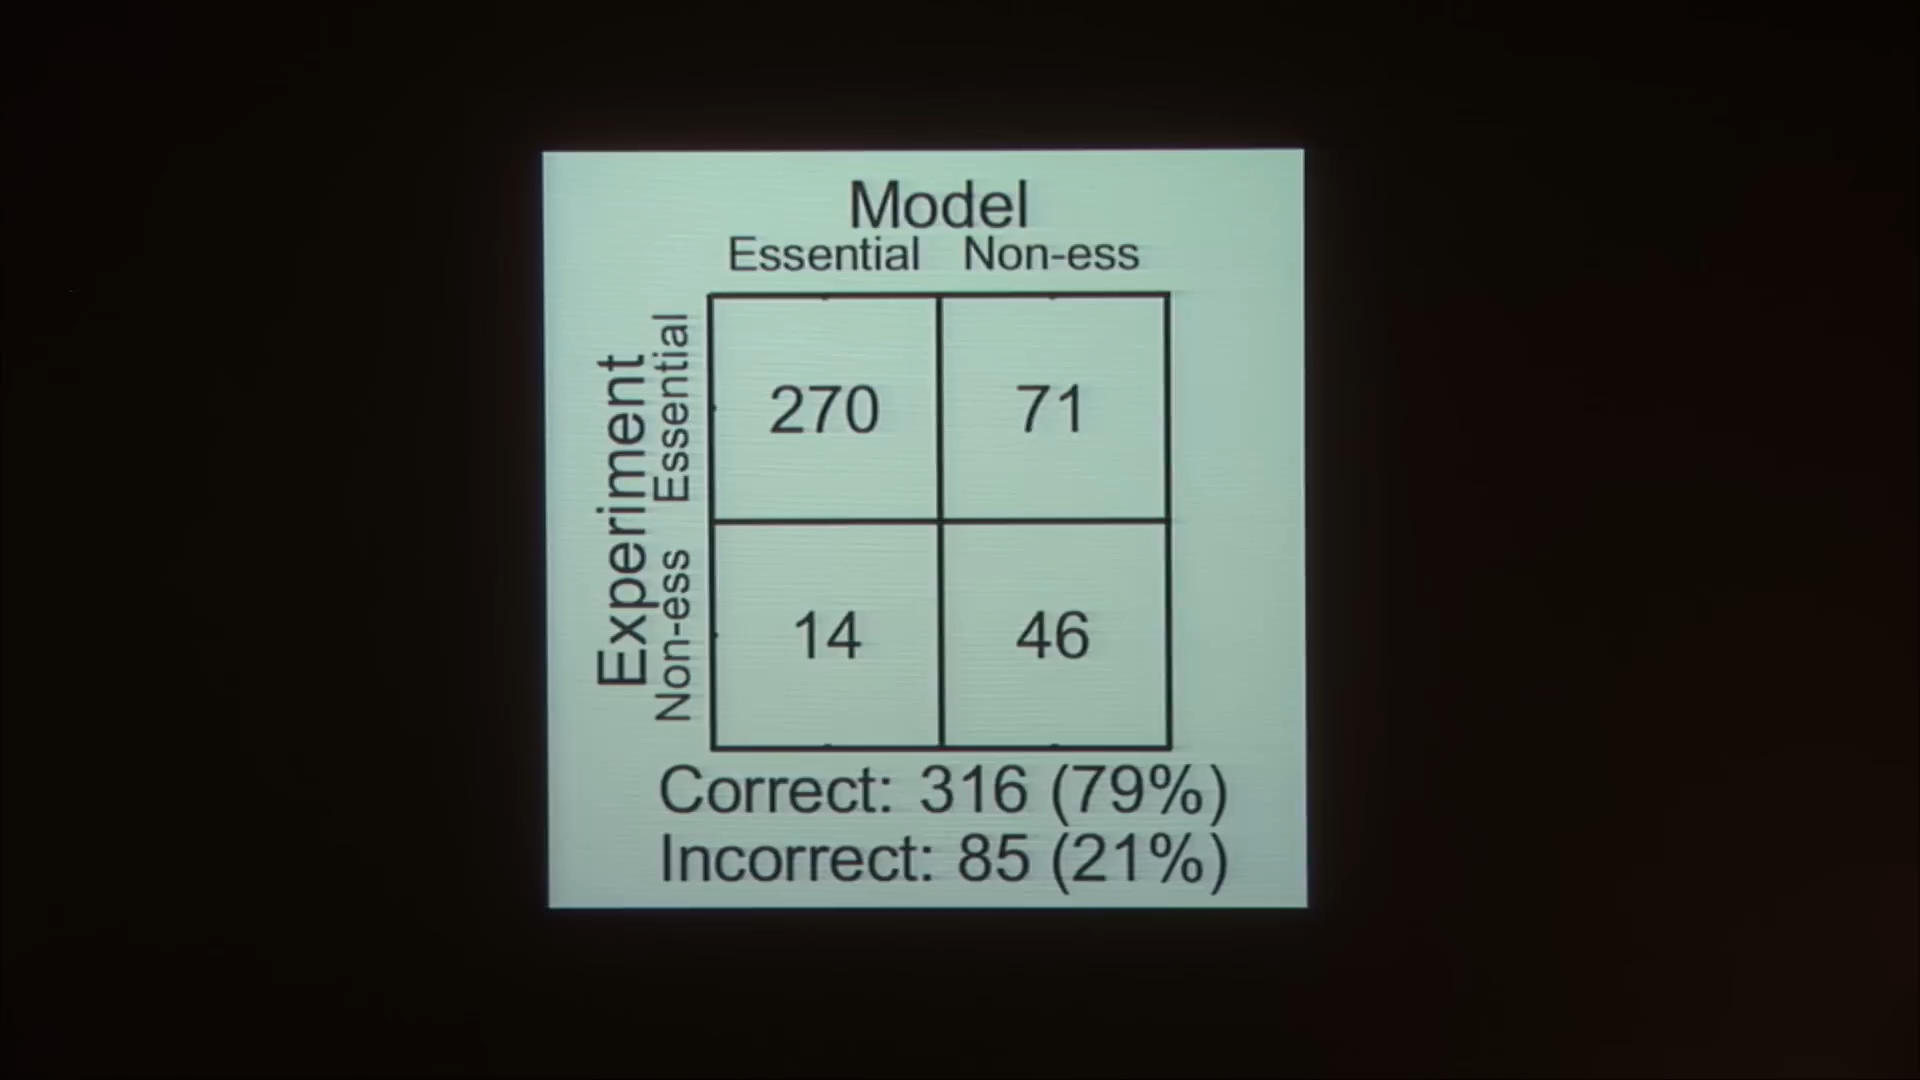 Model
Essential Non-ess
Experiment
Essential
270 71
Non-ess
14 46
Correct: 316 (79%)
Incorrect: 85 (21%)